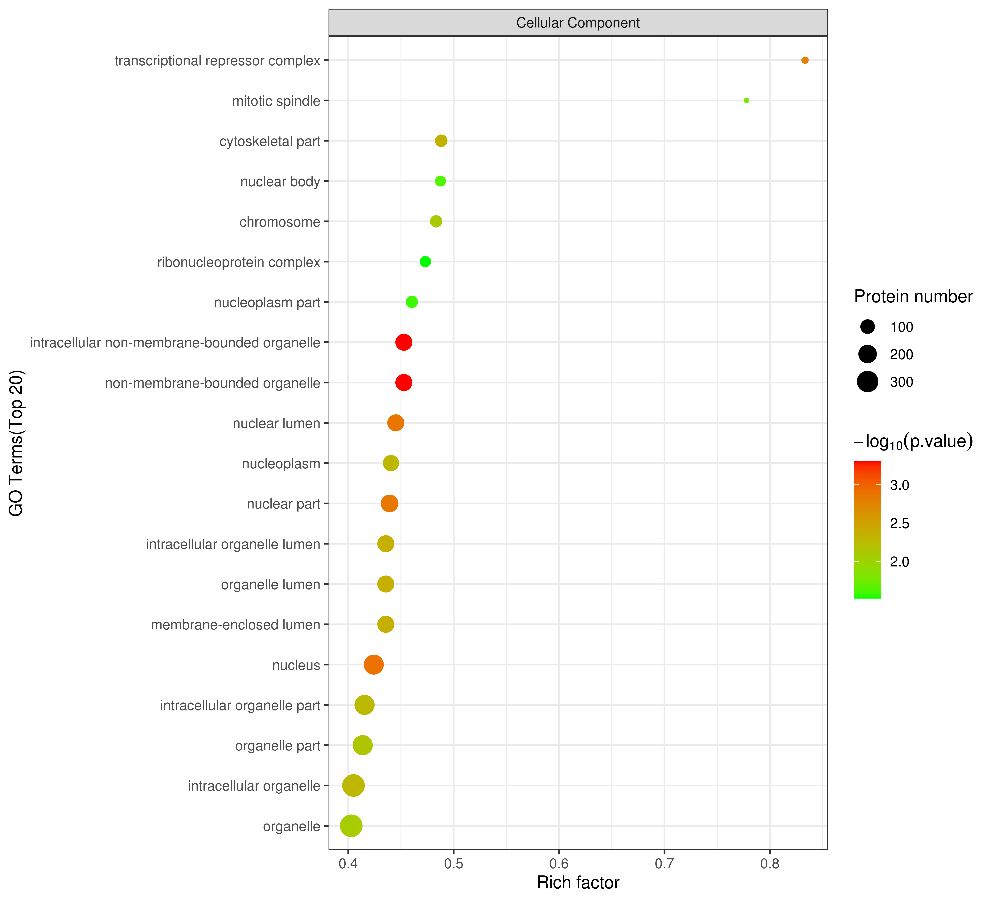 Cellular Component
transcriptional repressor complex
mitotic spindle
cytoskeletal part
nuclear body
chromosome
ribonucleoprotein complex
nucleoplasm part
intracellular non-membrane-bounded organelle
non-membrane-bounded organelle
nuclear lumen
nucleoplasm
nuclear part
intracellular organelle lumen
organelle lumen
membrane-enclosed lumen
nucleus
intracellular organelle part
organelle part
intracellular organelle
organelle
GO Terms(Top 20)
0.4 0.5 0.6 0.7 0.8
Rich factor
Protein number
100
200
300
−log₁₀(p.value)
3.0
2.5
2.0